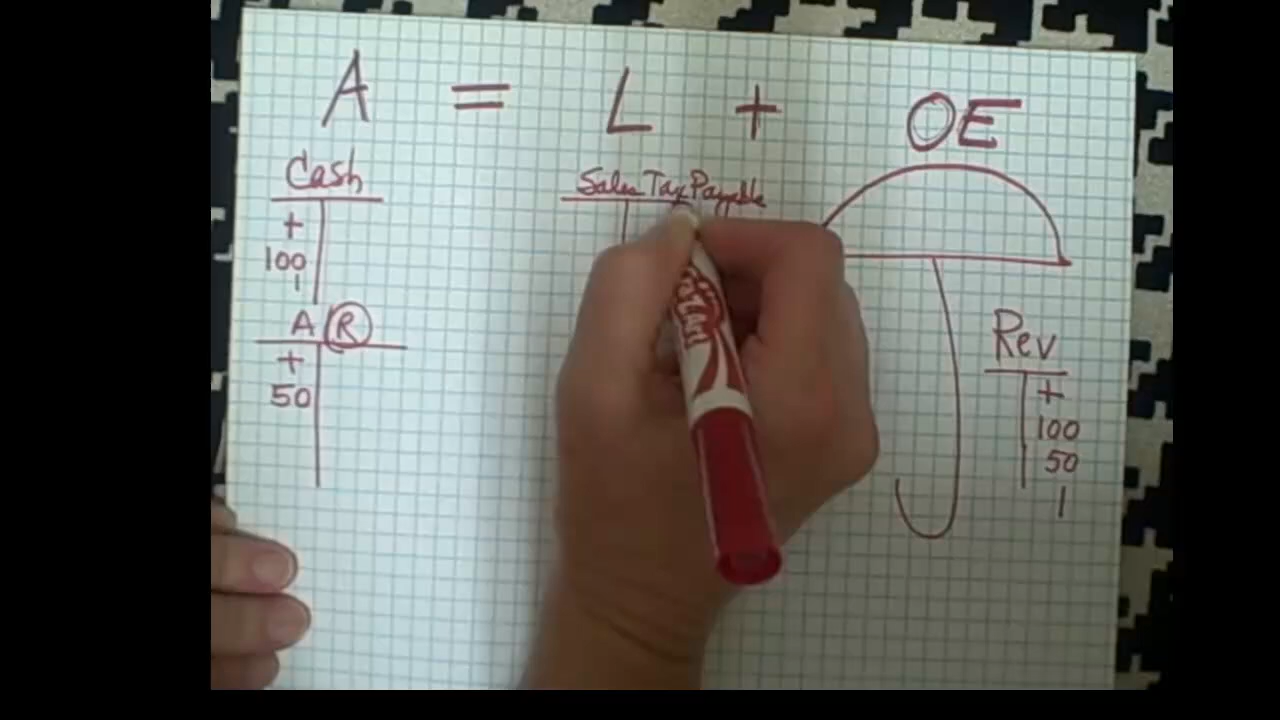 A = L + OE
Cash
+
100
1
A R
+
50
Sales Tax Payable
Rev
+
100
50
1